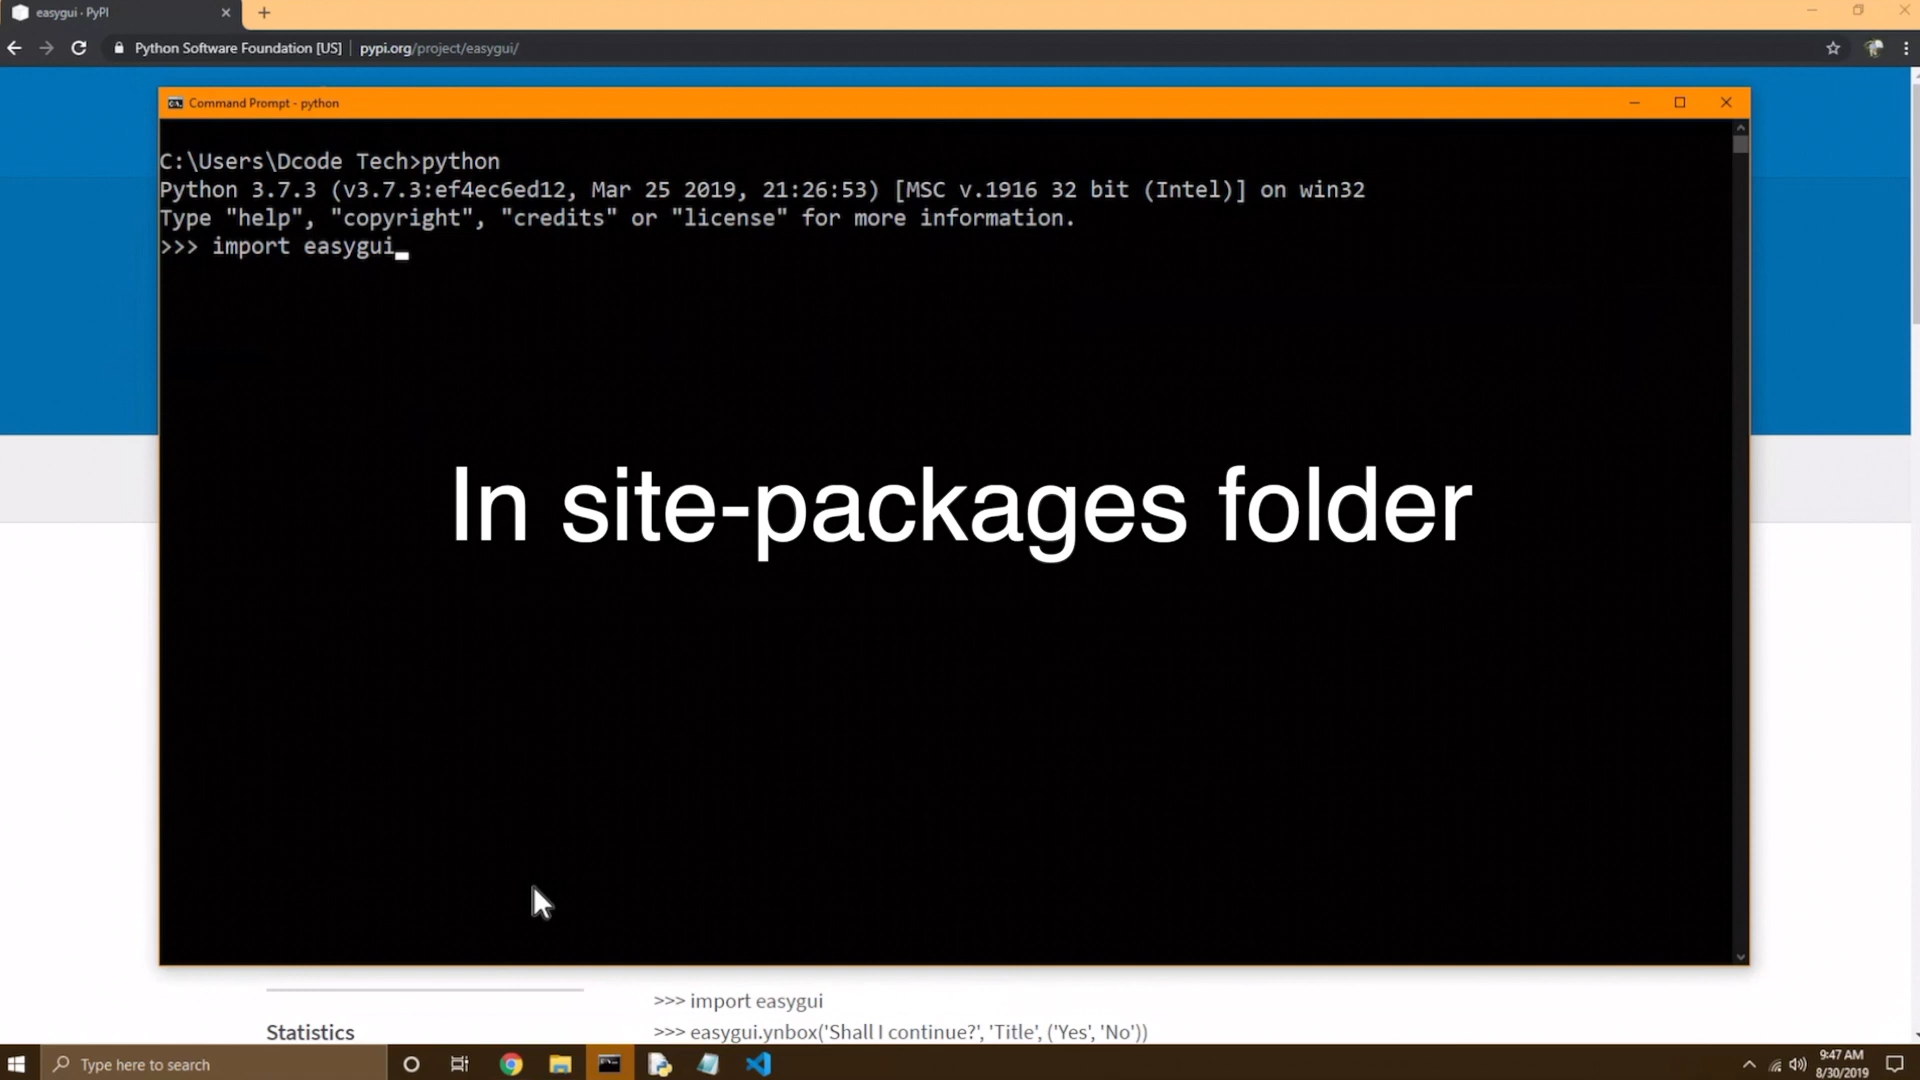 easygui · PyPI
Python Software Foundation [US] | pypi.org/project/easygui/
Command Prompt - python
C:\Users\Dcode Tech>python
Python 3.7.3 (v3.7.3:ef4ec6ed12, Mar 25 2019, 21:26:53) [MSC v.1916 32 bit (Intel)] on win32
Type "help", "copyright", "credits" or "license" for more information.
>>> import easygui
In site-packages folder
>>> import easygui
Statistics
>>> easygui.ynbox('Shall I continue?', 'Title', ('Yes', 'No'))
Type here to search
9:47 AM
8/30/2019